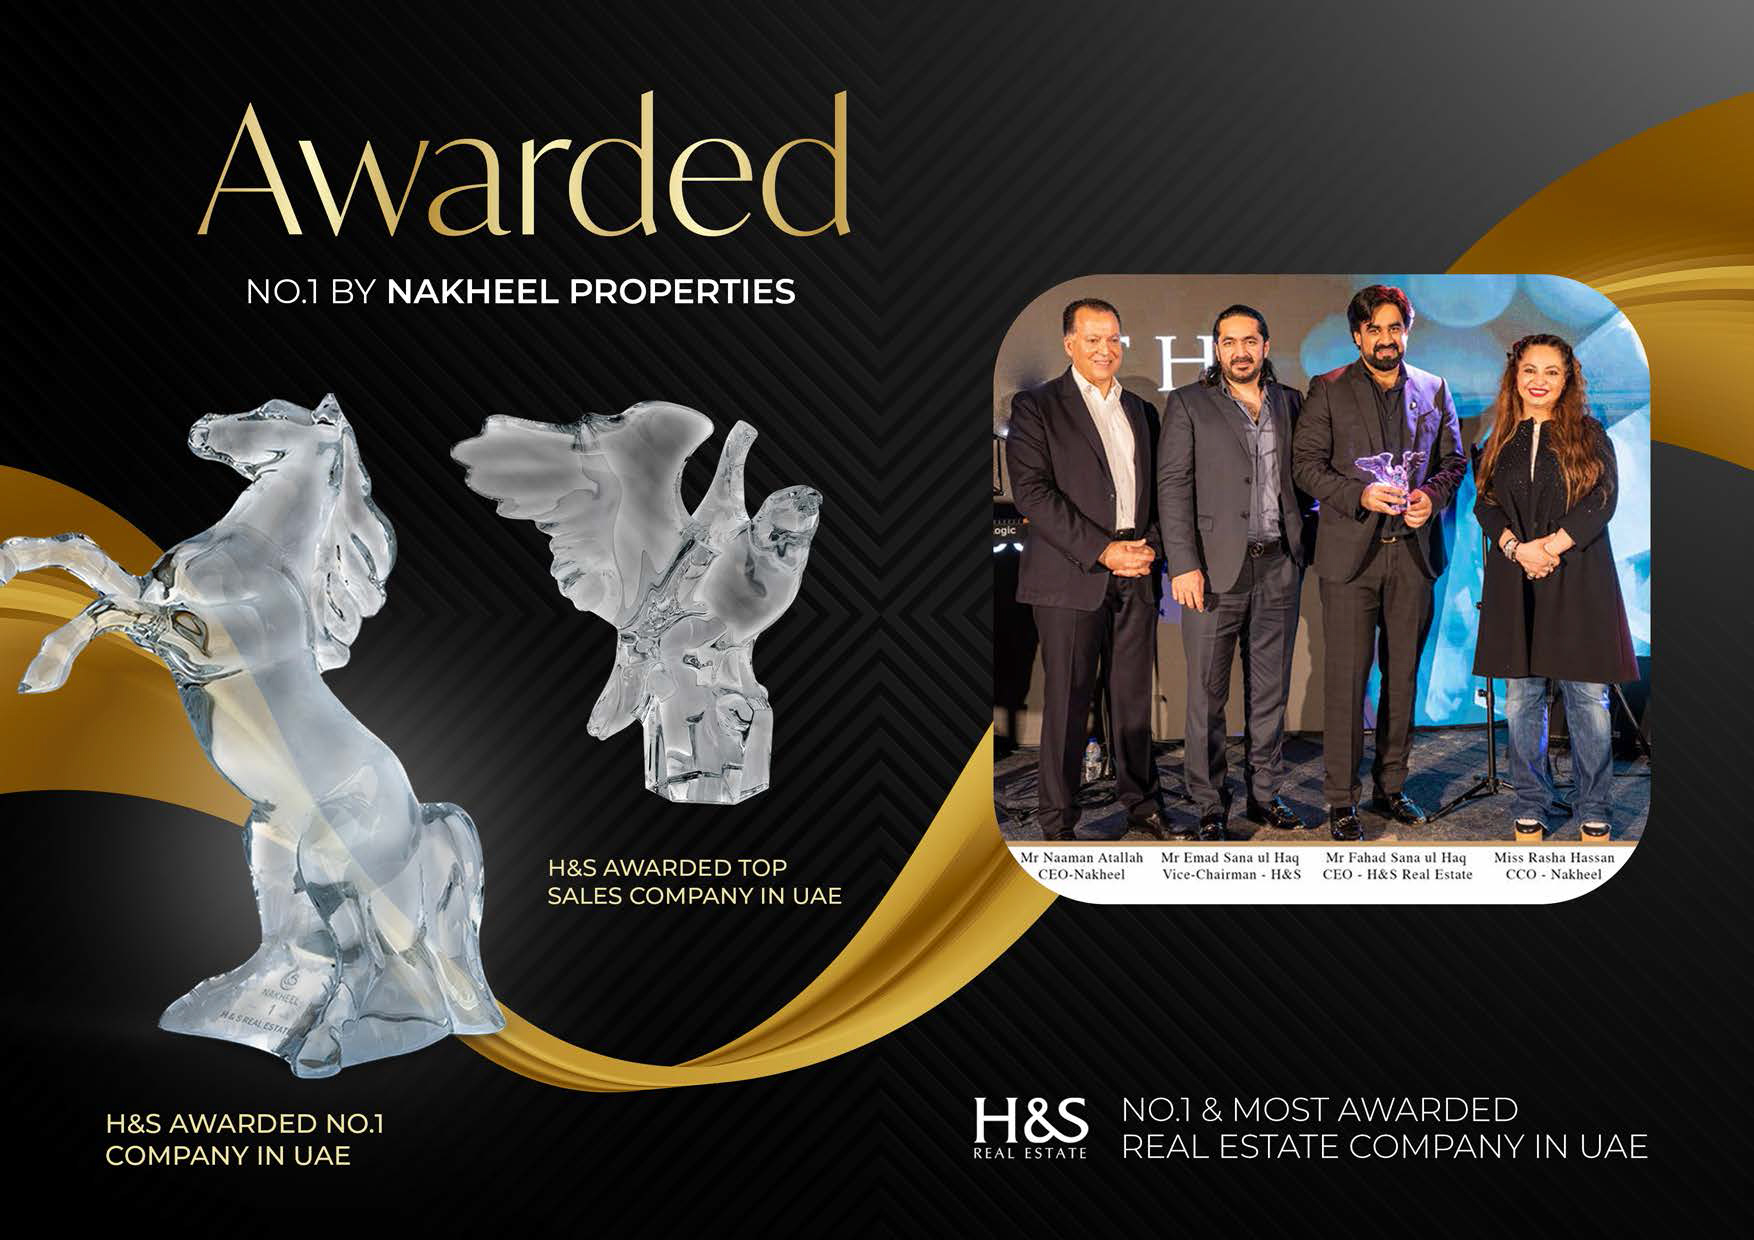 Awarded
NO.1 BY NAKHEEL PROPERTIES
H
ogic
Mr Naaman Atallah
CEO-Nakheel
Mr Emad Sana ul Haq
Vice-Chairman - H&S
Mr Fahad Sana ul Haq
CEO - H&S Real Estate
Miss Rasha Hassan
CCO - Nakheel
H&S AWARDED TOP
SALES COMPANY IN UAE
NAKHEEL
1
H & S REAL ESTATE
H&S AWARDED NO.1
COMPANY IN UAE
H&S
REAL ESTATE
NO.1 & MOST AWARDED
REAL ESTATE COMPANY IN UAE